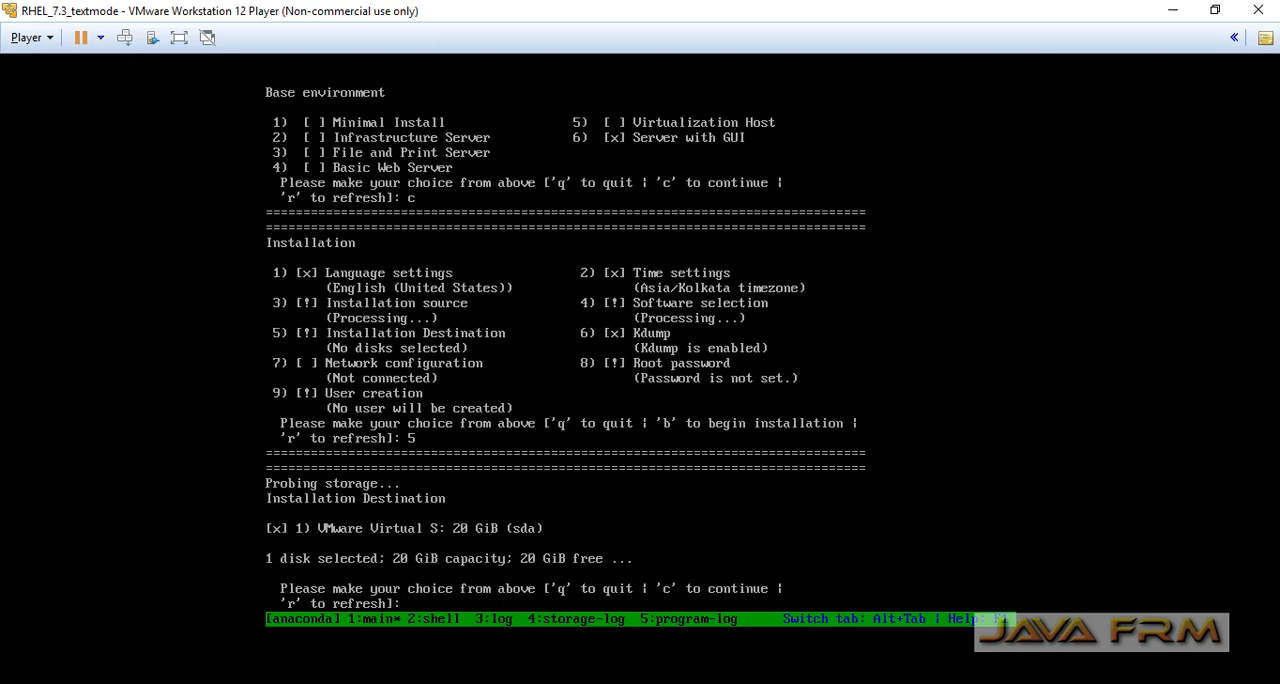 RHEL_7.3_textmode - VMware Workstation 12 Player (Non-commercial use only)
Player
Base environment
1) [ ] Minimal Install 5) [ ] Virtualization Host
2) [ ] Infrastructure Server 6) [x] Server with GUI
3) [ ] File and Print Server
4) [ ] Basic Web Server
Please make your choice from above ['q' to quit | 'c' to continue |
'r' to refresh]: c
================================================================================
================================================================================
Installation
1) [x] Language settings 2) [x] Time settings
(English (United States)) (Asia/Kolkata timezone)
3) [!] Installation source 4) [!] Software selection
(Processing...) (Processing...)
5) [!] Installation Destination 6) [x] Kdump
(No disks selected) (Kdump is enabled)
7) [ ] Network configuration 8) [!] Root password
(Not connected) (Password is not set.)
9) [!] User creation
(No user will be created)
Please make your choice from above ['q' to quit | 'b' to begin installation |
'r' to refresh]: 5
================================================================================
================================================================================
Probing storage...
Installation Destination
[x] 1) VMware Virtual S: 20 GiB (sda)
1 disk selected; 20 GiB capacity; 20 GiB free ...
Please make your choice from above ['q' to quit | 'c' to continue |
'r' to refresh]:
[anaconda] 1:main* 2:shell 3:log 4:storage-log 5:program-log Switch tab: Alt+Tab | Help: F1
JAVA FRM